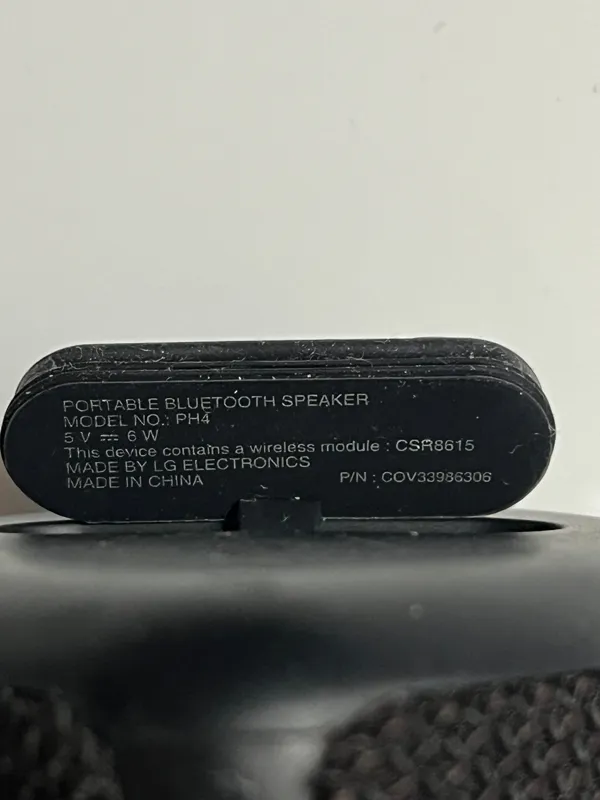 PORTABLE BLUETOOTH SPEAKER
MODEL NO.: PH4
5 V ⎓ 6 W
This device contains a wireless module : CSR8615
MADE BY LG ELECTRONICS
MADE IN CHINA
P/N : COV33986306